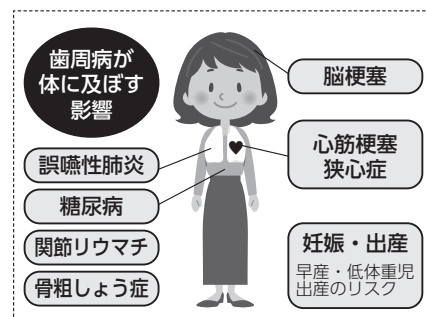 歯周病が
体に及ぼす
影響
誤嚥性肺炎
糖尿病
関節リウマチ
骨粗しょう症
脳梗塞
心筋梗塞
狭心症
妊娠・出産
早産・低体重児
出産のリスク